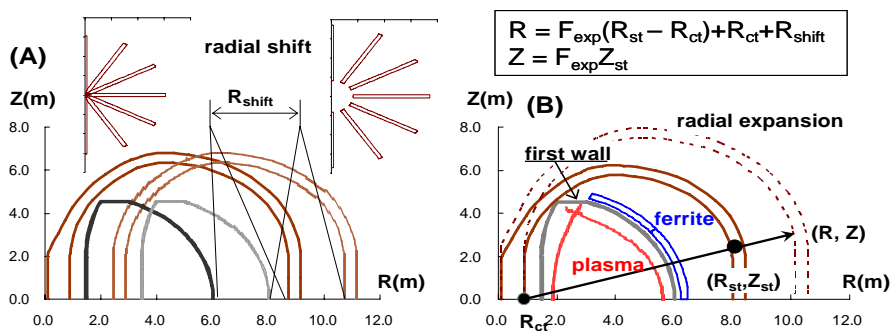 radial shift
(A)
Z(m)
R_shift
8.0
6.0
4.0
2.0
0.0
R(m)
0.0 2.0 4.0 6.0 8.0 10.0 12.0
R = F_exp(R_st – R_ct)+R_ct+R_shift
Z = F_expZ_st
Z(m)
(B)
8.0
radial expansion
first wall
6.0
4.0
ferrite
(R, Z)
plasma
2.0
(R_st,Z_st)
R(m)
0.0
0.0 2.0 4.0 6.0 8.0 10.0 12.0
R_ct